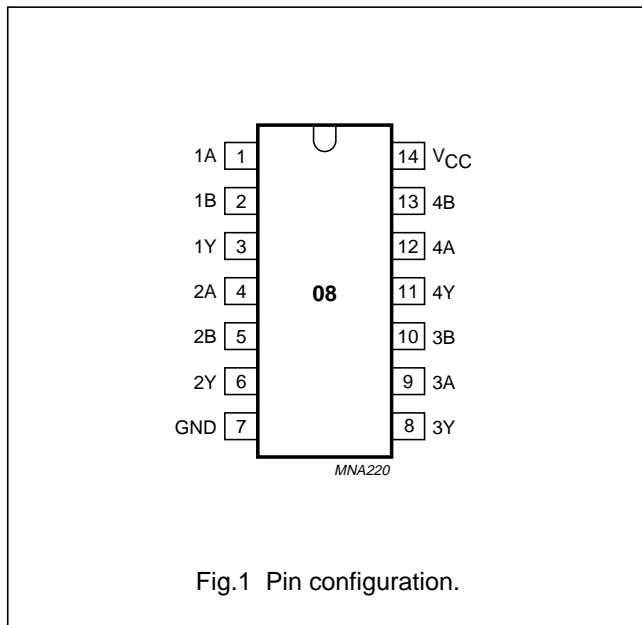 1A 1 14 VCC
1B 2 13 4B
1Y 3 12 4A
2A 4 08 11 4Y
2B 5 10 3B
2Y 6 9 3A
GND 7 8 3Y
MNA220
Fig.1 Pin configuration.